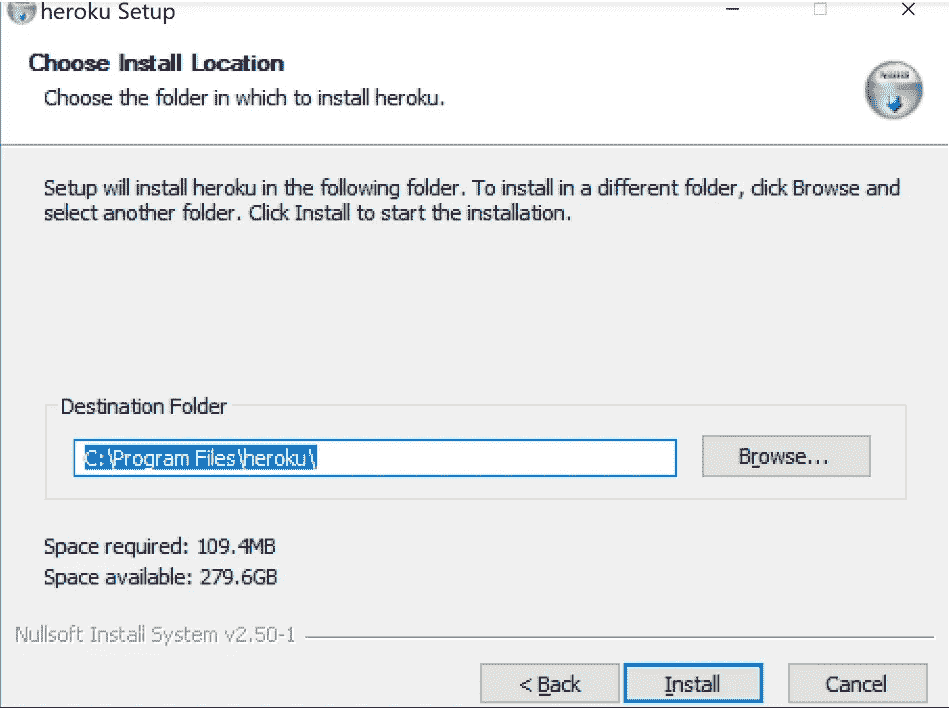 heroku Setup
Choose Install Location
Choose the folder in which to install heroku.
Setup will install heroku in the following folder. To install in a different folder, click Browse and
select another folder. Click Install to start the installation.
Destination Folder
C:\Program Files\heroku\
Browse...
Space required: 109.4MB
Space available: 279.6GB
Nullsoft Install System v2.50-1
< Back
Install
Cancel